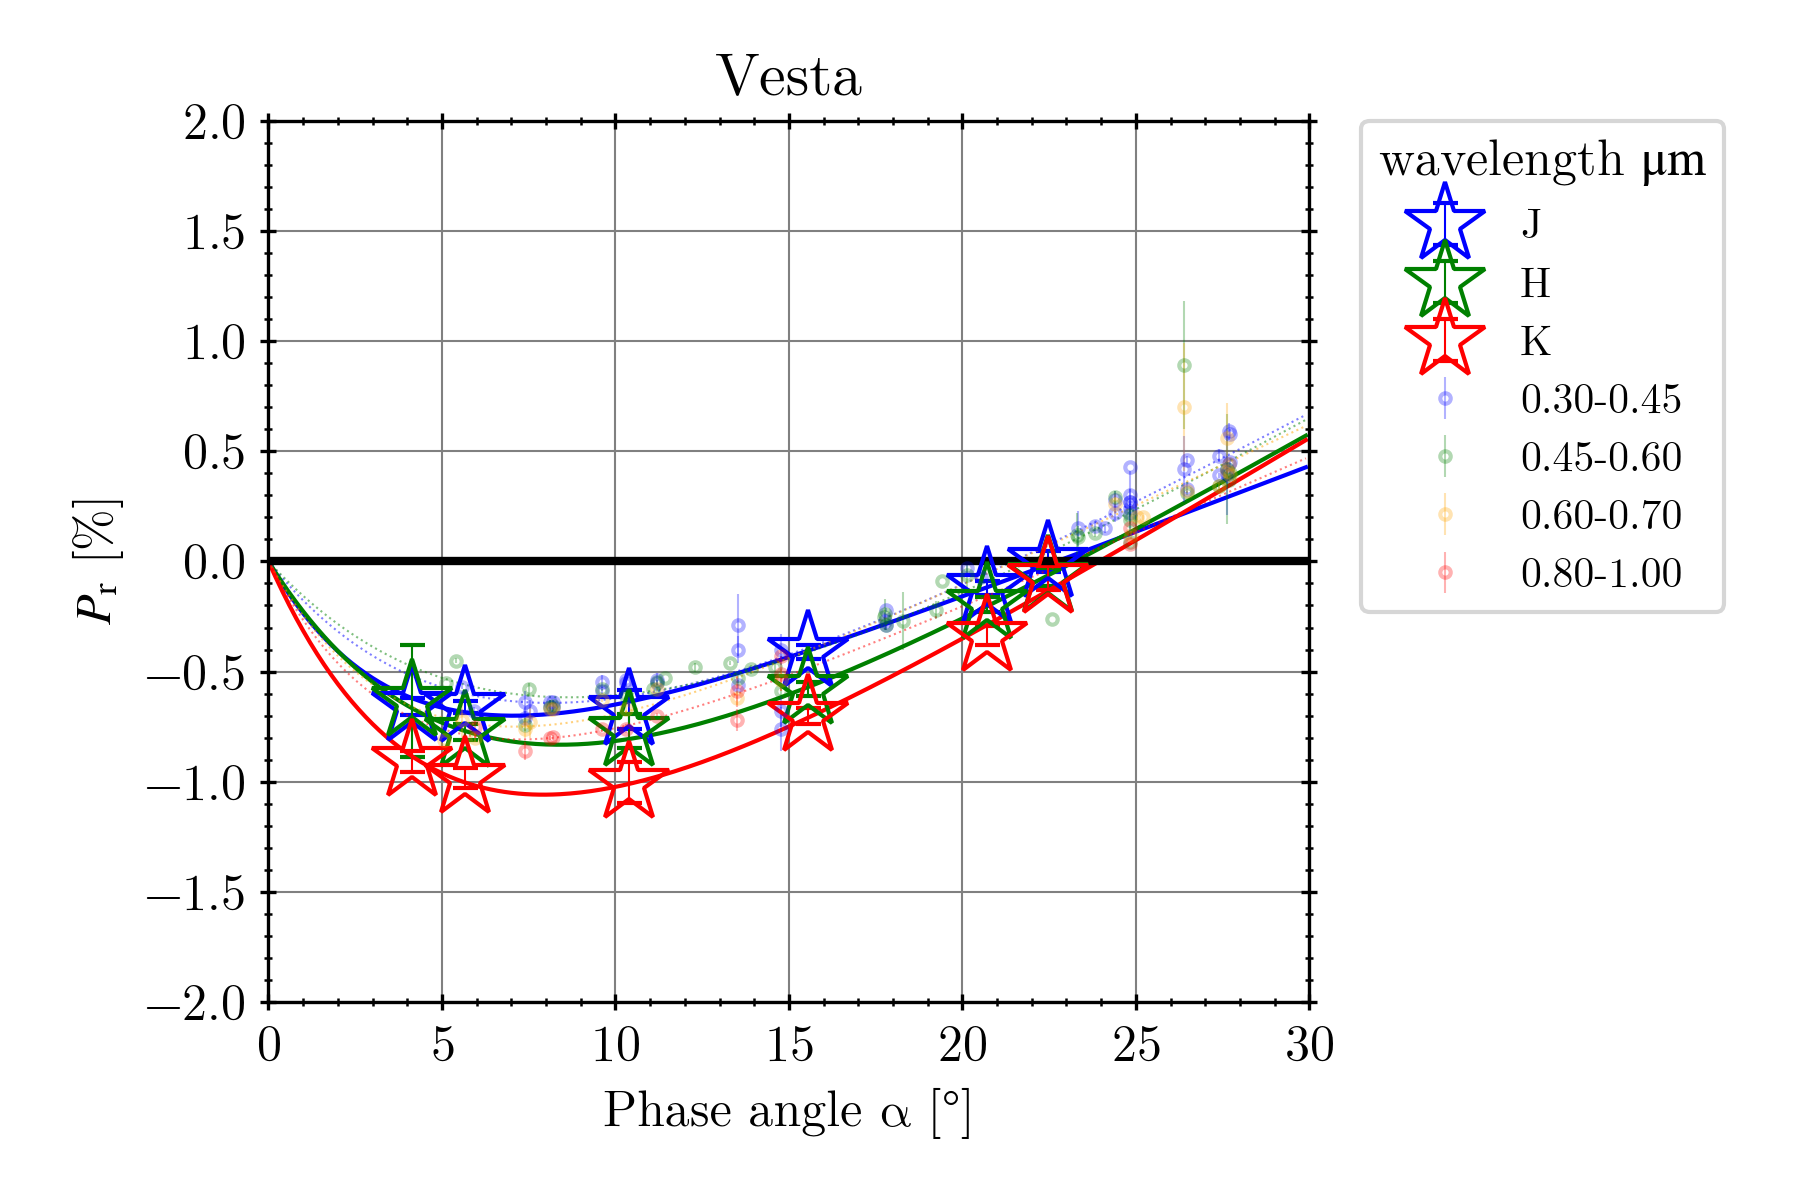 Vesta
2.0
1.5
1.0
0.5
0.0
−0.5
−1.0
−1.5
−2.0
P_r [%]
0 5 10 15 20 25 30
Phase angle α [°]
wavelength μm
J
H
K
0.30-0.45
0.45-0.60
0.60-0.70
0.80-1.00